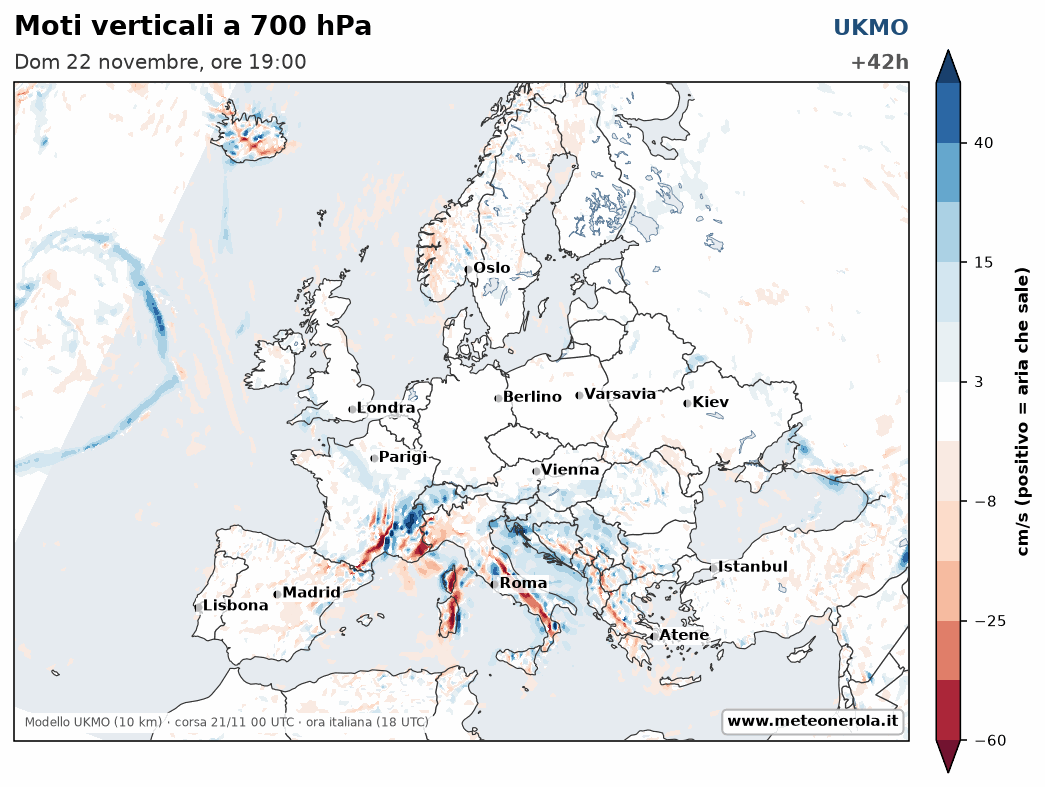 Moti verticali a 700 hPa
UKMO
Dom 22 novembre, ore 19:00
+42h
40
15
3
−8
−25
−60
cm/s (positivo = aria che sale)
Oslo
Londra
Berlino
Varsavia
Kiev
Parigi
Vienna
Istanbul
Roma
Madrid
Lisbona
Atene
Modello UKMO (10 km) · corsa 21/11 00 UTC · ora italiana (18 UTC)
www.meteonerola.it